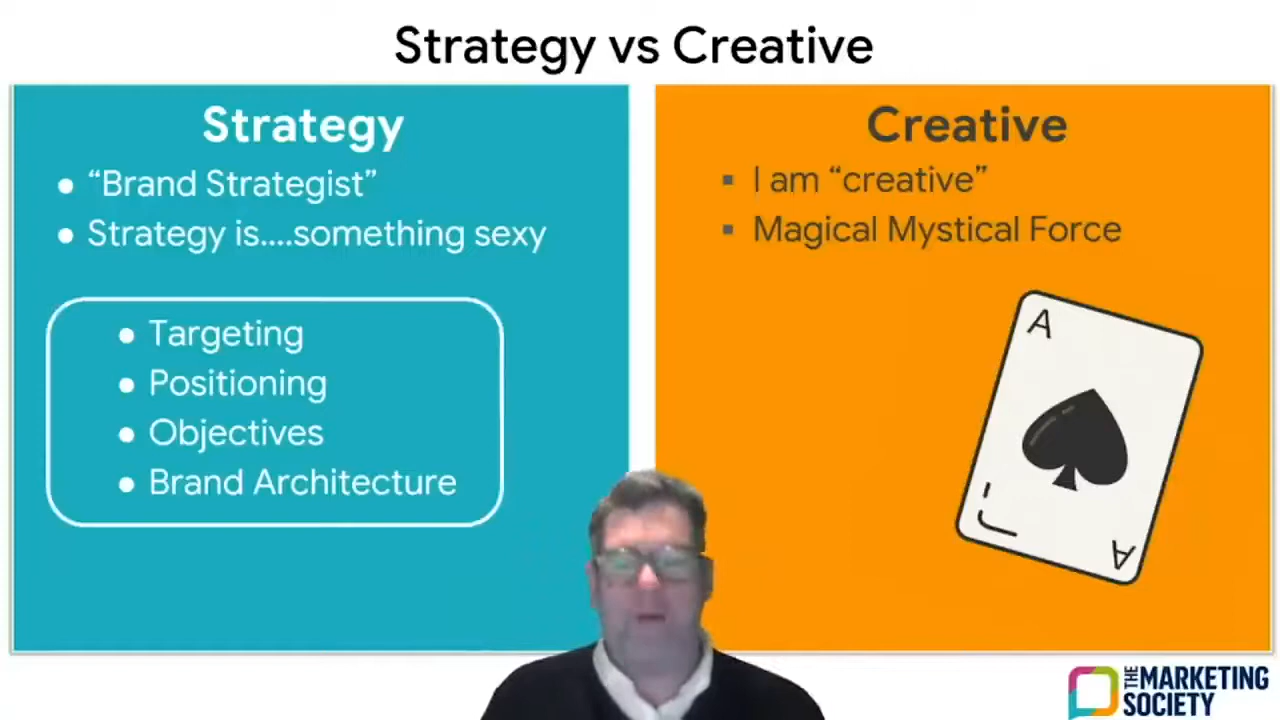 Strategy vs Creative
Strategy
“Brand Strategist”
Strategy is....something sexy
Targeting
Positioning
Objectives
Brand Architecture
Creative
I am “creative”
Magical Mystical Force
A
A
THE MARKETING
SOCIETY